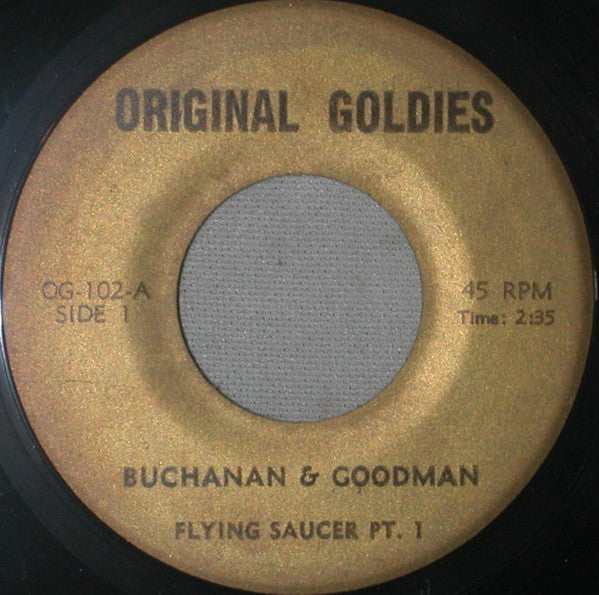 ORIGINAL GOLDIES
OG-102-A
SIDE 1
45 RPM
Time: 2:35
BUCHANAN & GOODMAN
FLYING SAUCER PT. 1